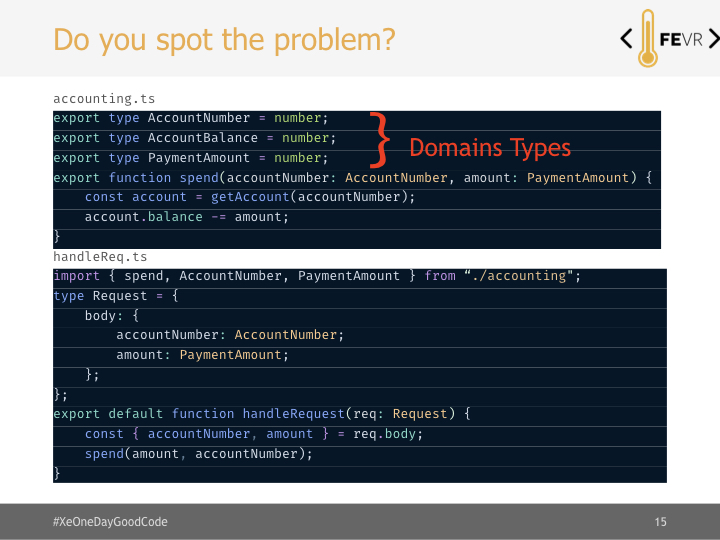 Do you spot the problem?
< FEVR >
accounting.ts
export type AccountNumber = number;
export type AccountBalance = number;
export type PaymentAmount = number;
} Domains Types
export function spend(accountNumber: AccountNumber, amount: PaymentAmount) {
    const account = getAccount(accountNumber);
    account.balance -= amount;
}
handleReq.ts
import { spend, AccountNumber, PaymentAmount } from “./accounting";
type Request = {
    body: {
        accountNumber: AccountNumber;
        amount: PaymentAmount;
    };
};
export default function handleRequest(req: Request) {
    const { accountNumber, amount } = req.body;
    spend(amount, accountNumber);
}
#XeOneDayGoodCode
15